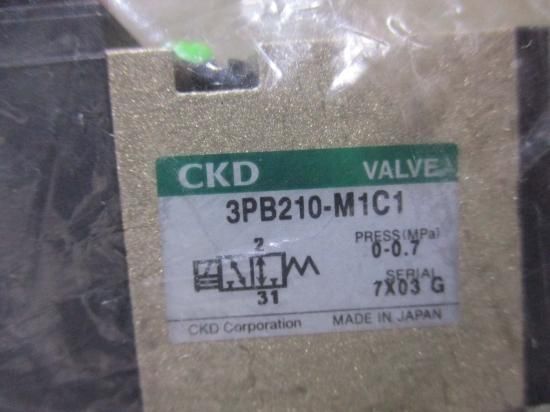 CKD VALVE
3PB210-M1C1
2
PRESS(MPa)
0-0.7
SERIAL
31 7X03 G
CKD Corporation MADE IN JAPAN